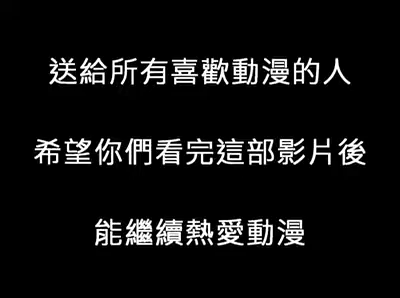 送給所有喜歡動漫的人
希望你們看完這部影片後
能繼續熱愛動漫